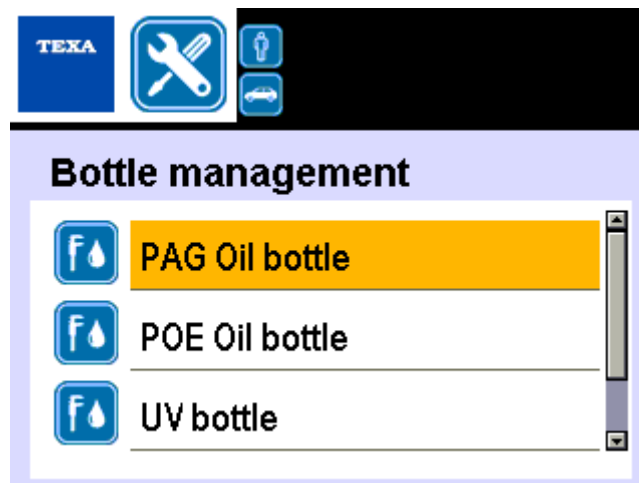 TEXA
Bottle management
PAG Oil bottle
POE Oil bottle
UV bottle